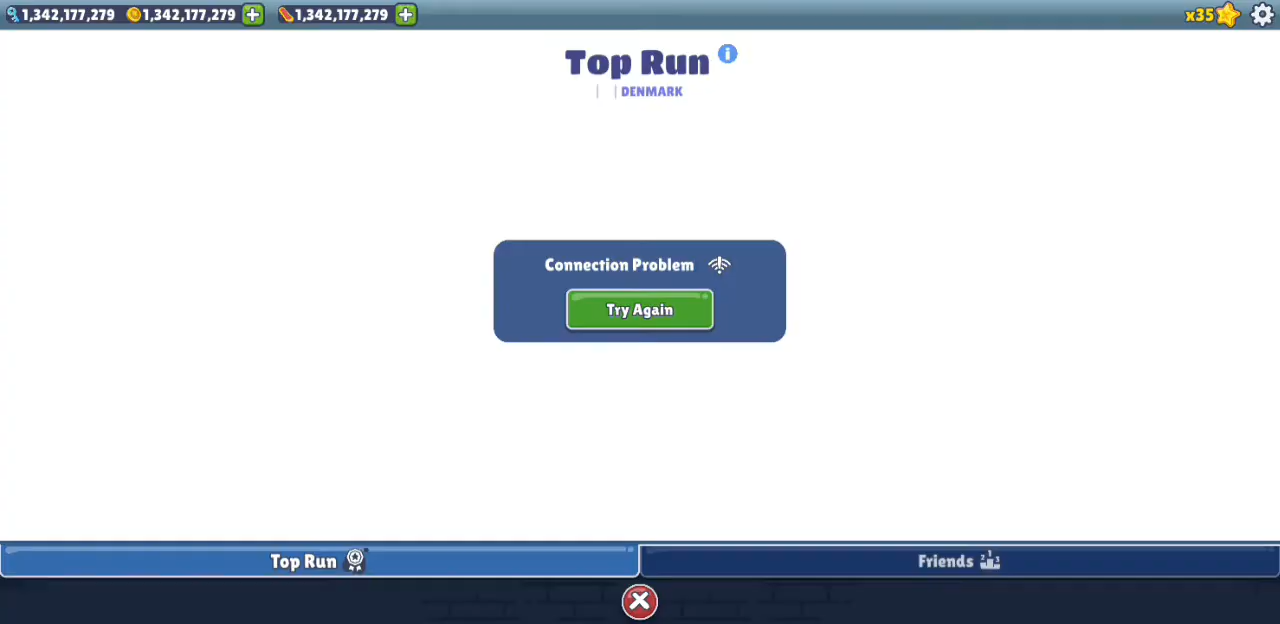 1,342,177,279 1,342,177,279 1,342,177,279 x35
Top Run i
DENMARK
Connection Problem
Try Again
Top Run Friends